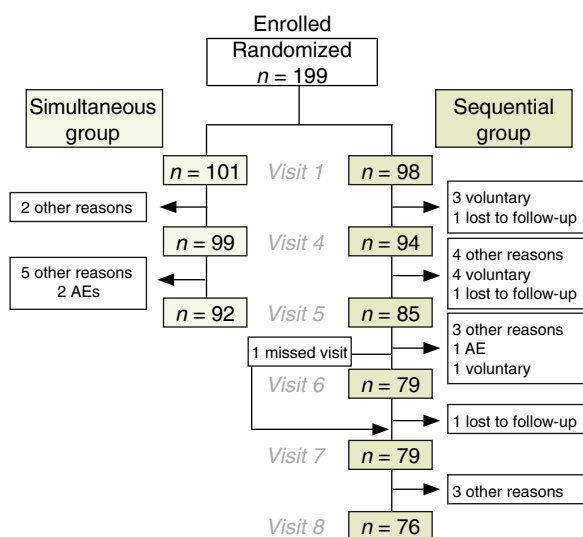 Enrolled
Randomized
n = 199
Simultaneous
group
Sequential
group
n = 101
Visit 1
n = 98
2 other reasons
3 voluntary
1 lost to follow-up
n = 99
Visit 4
n = 94
5 other reasons
2 AEs
4 other reasons
4 voluntary
1 lost to follow-up
n = 92
Visit 5
n = 85
1 missed visit
3 other reasons
1 AE
1 voluntary
Visit 6
n = 79
1 lost to follow-up
Visit 7
n = 79
3 other reasons
Visit 8
n = 76